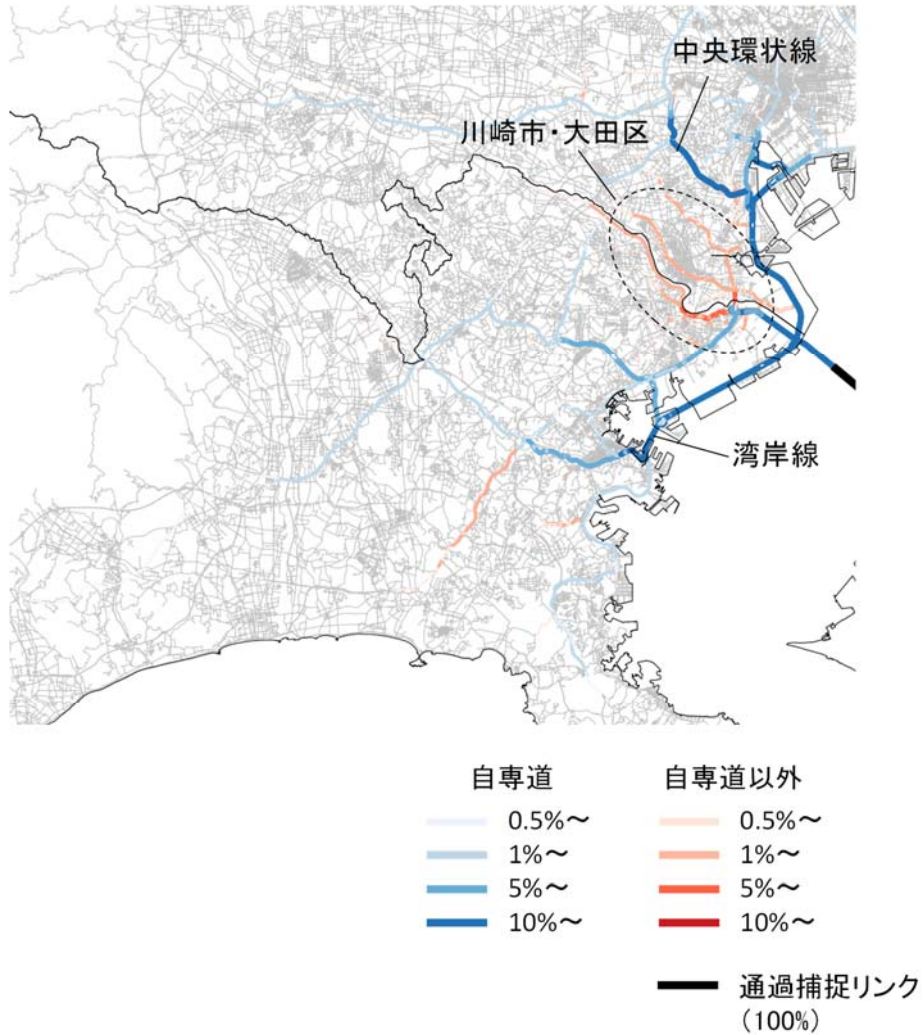 中央環状線
川崎市・大田区
湾岸線
自専道
自専道以外
0.5%～
0.5%～
1%～
1%～
5%～
5%～
10%～
10%～
通過捕捉リンク
(100%)